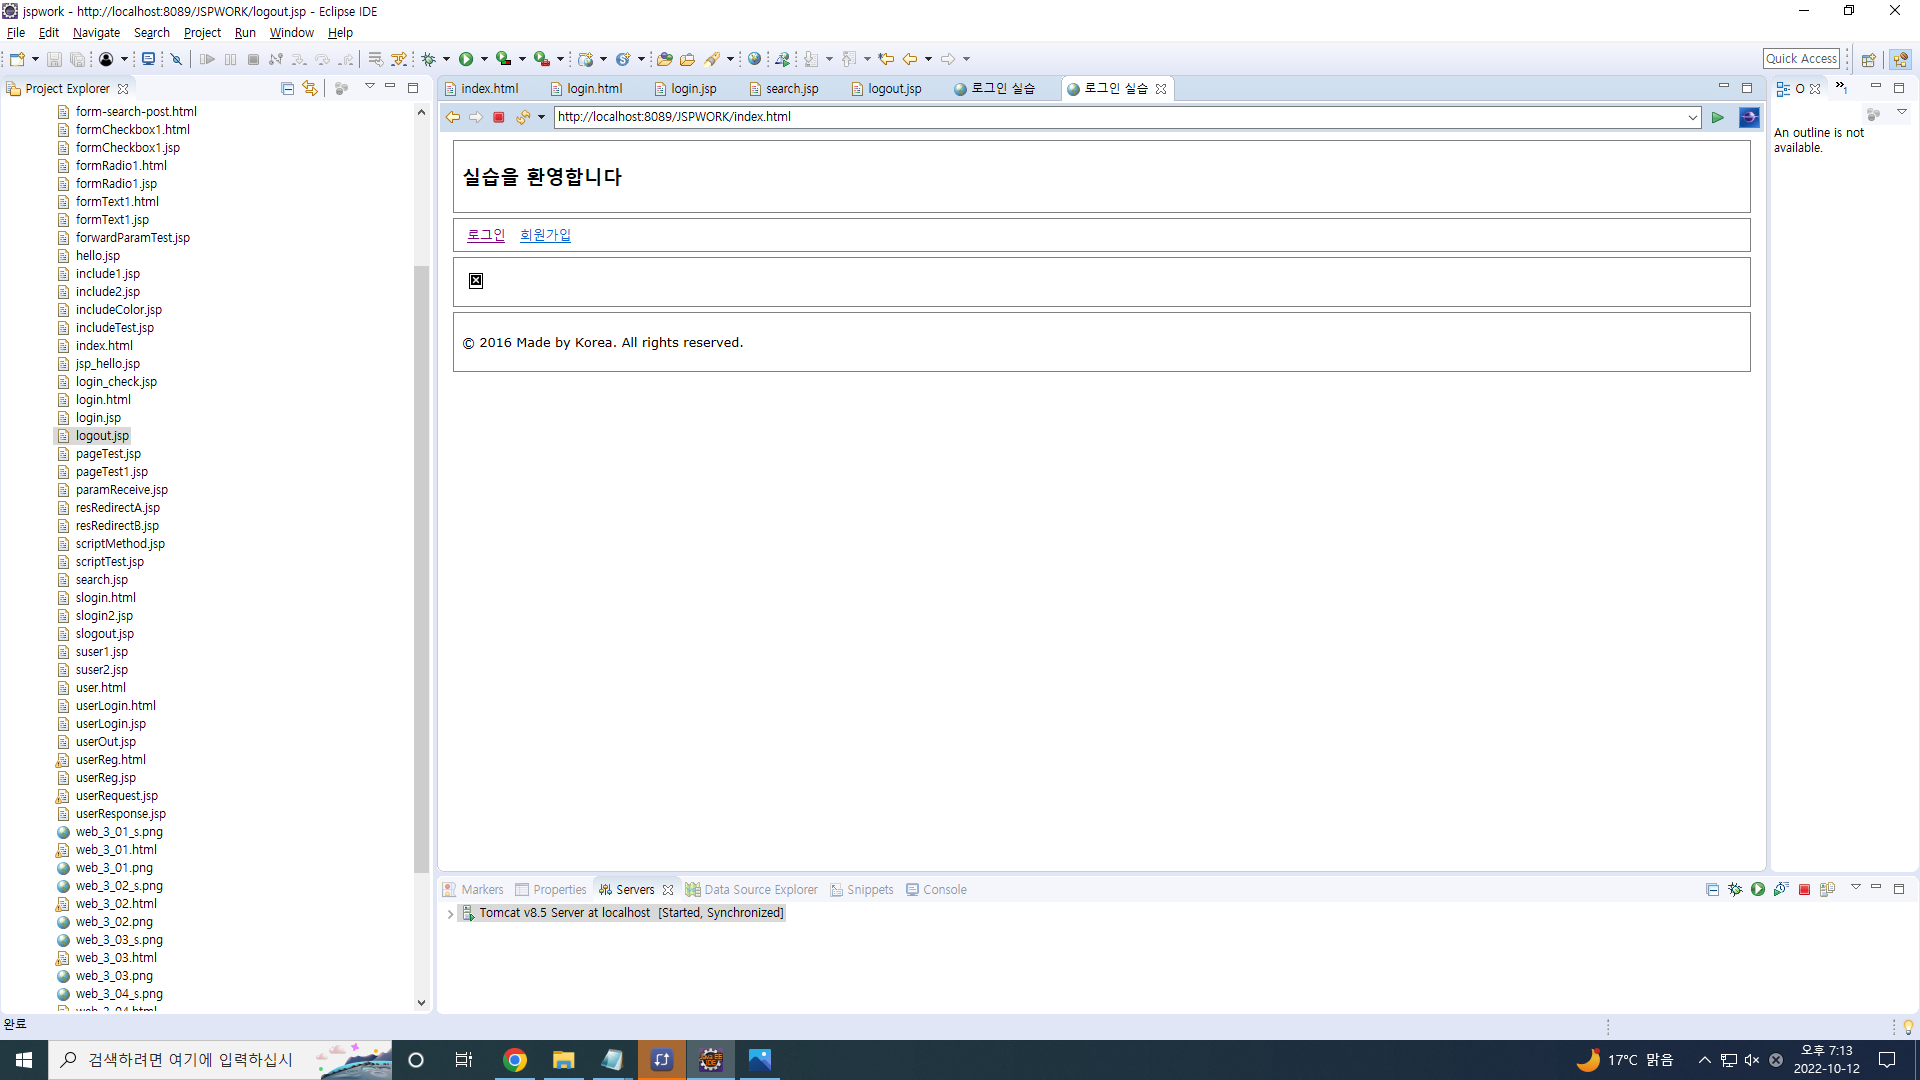 jspwork - http://localhost:8089/JSPWORK/logout.jsp - Eclipse IDE
File Edit Navigate Search Project Run Window Help
Quick Access
Project Explorer
form-search-post.html
formCheckbox1.html
formCheckbox1.jsp
formRadio1.html
formRadio1.jsp
formText1.html
formText1.jsp
forwardParamTest.jsp
hello.jsp
include1.jsp
include2.jsp
includeColor.jsp
includeTest.jsp
index.html
jsp_hello.jsp
login_check.jsp
login.html
login.jsp
logout.jsp
pageTest.jsp
pageTest1.jsp
paramReceive.jsp
resRedirectA.jsp
resRedirectB.jsp
scriptMethod.jsp
scriptTest.jsp
search.jsp
slogin.html
slogin2.jsp
slogout.jsp
suser1.jsp
suser2.jsp
user.html
userLogin.html
userLogin.jsp
userOut.jsp
userReg.html
userReg.jsp
userRequest.jsp
userResponse.jsp
web_3_01_s.png
web_3_01.html
web_3_01.png
web_3_02_s.png
web_3_02.html
web_3_02.png
web_3_03_s.png
web_3_03.html
web_3_03.png
web_3_04_s.png
web_3_04.html
index.html login.html login.jsp search.jsp logout.jsp 로그인 실습 로그인 실습
http://localhost:8089/JSPWORK/index.html
실습을 환영합니다
로그인 회원가입
© 2016 Made by Korea. All rights reserved.
O
An outline is not
available.
Markers Properties Servers Data Source Explorer Snippets Console
Tomcat v8.5 Server at localhost [Started, Synchronized]
완료
검색하려면 여기에 입력하십시
17°C 맑음
오후 7:13
2022-10-12